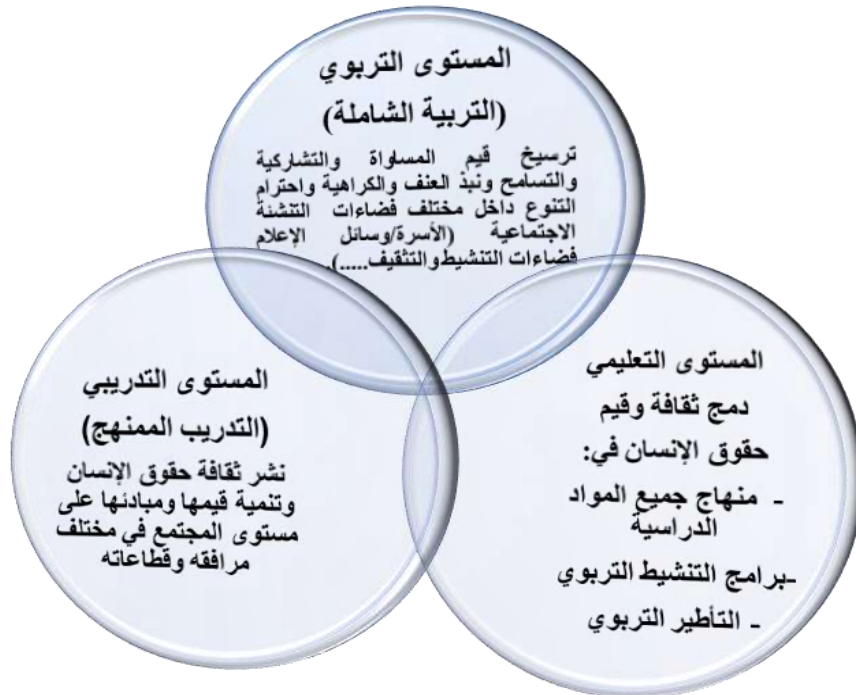 المستوى التربوي
(التربية الشاملة)
ترسيخ قيم المساواة والتشاركية
والتسامح ونبذ العنف والكراهية واحترام
التنوع داخل مختلف فضاءات التنشئة
الاجتماعية (الأسرة/وسائل الإعلام
فضاءات التنشيط والتثقيف.....).
المستوى التعليمي
دمج ثقافة وقيم
حقوق الإنسان في:
- منهاج جميع المواد
الدراسية
-برامج التنشيط التربوي
- التأطير التربوي
المستوى التدريبي
(التدريب الممنهج)
نشر ثقافة حقوق الإنسان
وتنمية قيمها ومبادئها على
مستوى المجتمع في مختلف
مرافقه وقطاعاته